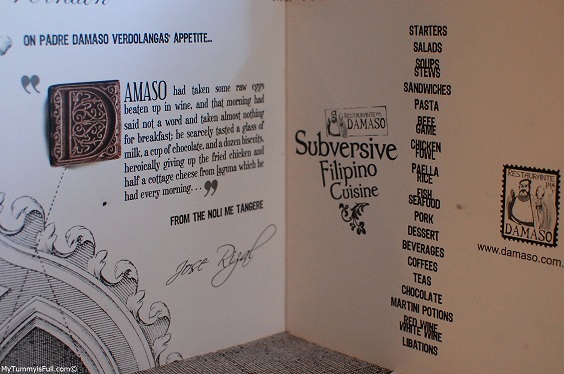 ON PADRE DAMASO VERDOLANGAS' APPETITE...
" DAMASO had taken some raw eggs
beaten up in wine, and that morning had
said not a word and taken almost nothing
for breakfast; he scarcely tasted a glass of
milk, a cup of chocolate, and a dozen biscuits,
heroically giving up the fried chicken and
half a cottage cheese from Laguna which he
had every morning. . . "
FROM THE NOLI ME TANGERE
Jose Rizal
RESTAURANTE
DAMASO
Subversive
Filipino
Cuisine
STARTERS
SALADS
SOUPS
STEWS
SANDWICHES
PASTA
BEEF
GAME
CHICKEN
FOWL
PAELLA
RICE
FISH
SEAFOOD
PORK
DESSERT
BEVERAGES
COFFEES
TEAS
CHOCOLATE
MARTINI POTIONS
RED WINE
WHITE WINE
LIBATIONS
RESTAURANTE
DAMASO
www.damaso.com.
MyTummyisFull.com©